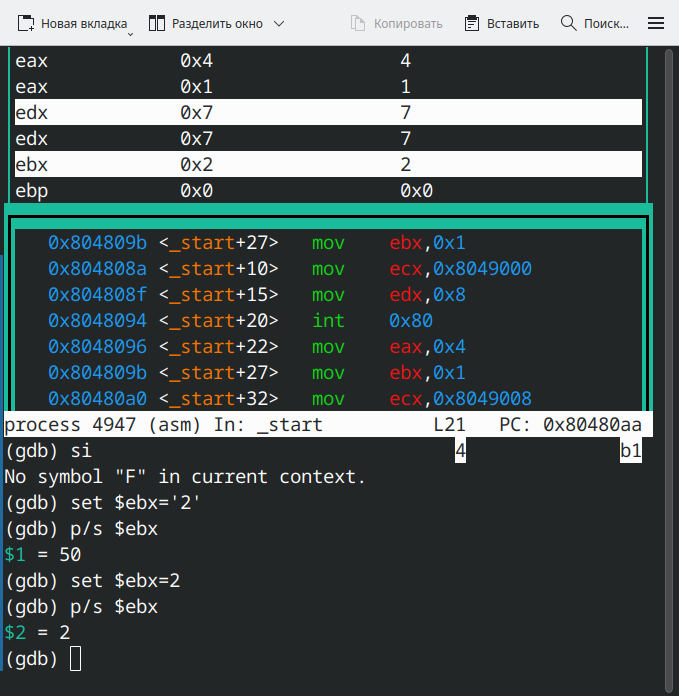 Новая вкладка Разделить окно Копировать Вставить Поиск...
eax 0x4 4
eax 0x1 1
edx 0x7 7
edx 0x7 7
ebx 0x2 2
ebp 0x0 0x0
0x804809b <_start+27> mov ebx,0x1
0x804808a <_start+10> mov ecx,0x8049000
0x804808f <_start+15> mov edx,0x8
0x8048094 <_start+20> int 0x80
0x8048096 <_start+22> mov eax,0x4
0x804809b <_start+27> mov ebx,0x1
0x80480a0 <_start+32> mov ecx,0x8049008
process 4947 (asm) In: _start L21 PC: 0x80480aa
(gdb) si 4 b1
No symbol "F" in current context.
(gdb) set $ebx='2'
(gdb) p/s $ebx
$1 = 50
(gdb) set $ebx=2
(gdb) p/s $ebx
$2 = 2
(gdb)